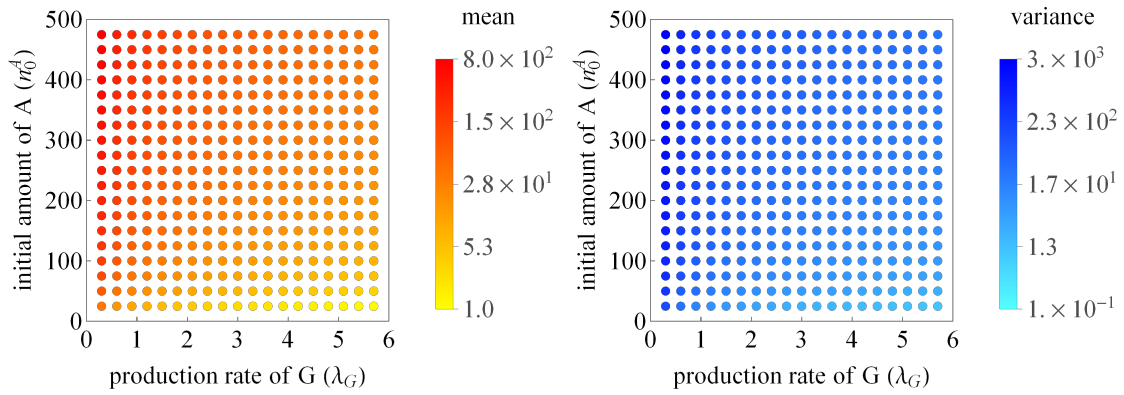 mean
variance
500
400
300
200
100
0
0 1 2 3 4 5 6
initial amount of A (n_0^A)
production rate of G (λ_G)
8.0 × 10²
1.5 × 10²
2.8 × 10¹
5.3
1.0
500
400
300
200
100
0
0 1 2 3 4 5 6
initial amount of A (n_0^A)
production rate of G (λ_G)
3. × 10³
2.3 × 10²
1.7 × 10¹
1.3
1. × 10⁻¹